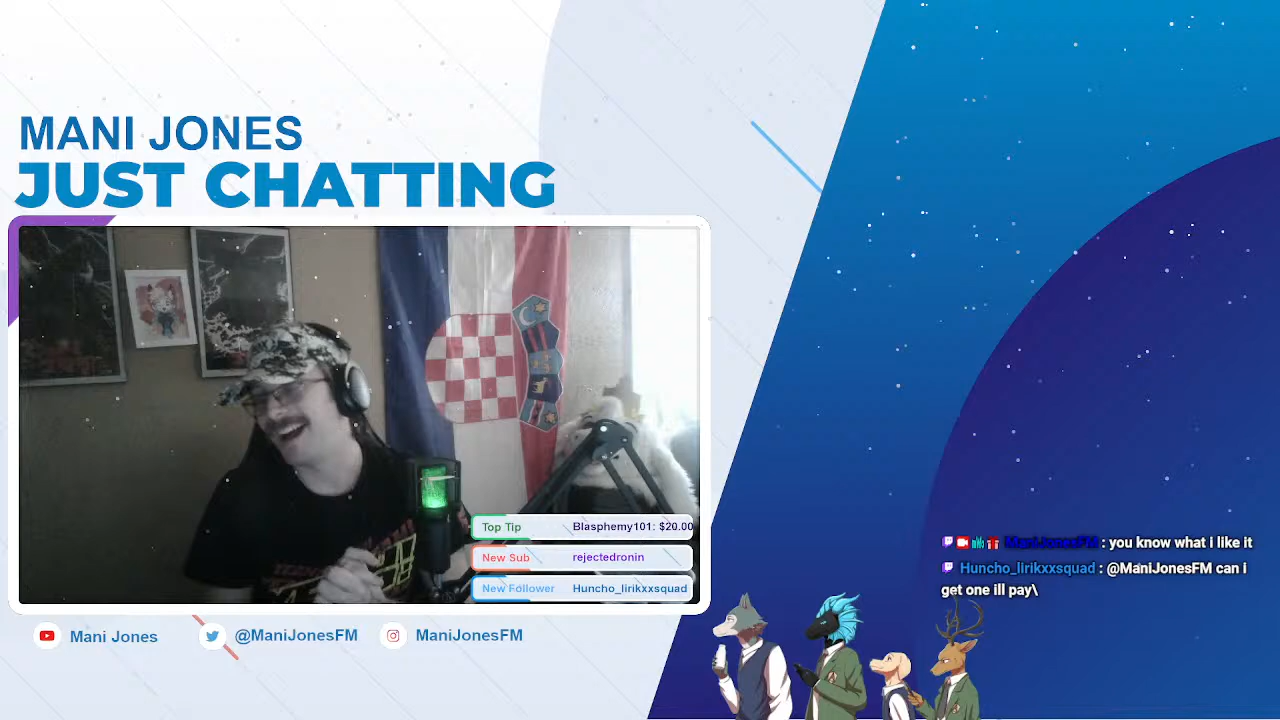 MANI JONES
JUST CHATTING
Top Tip Blasphemy101: $20.00
New Sub rejectedronin
New Follower Huncho_lirikxxsquad
Mani Jones @ManiJonesFM ManiJonesFM
ManiJonesFM : you know what i like it
Huncho_lirikxxsquad : @ManiJonesFM can i
get one ill pay\